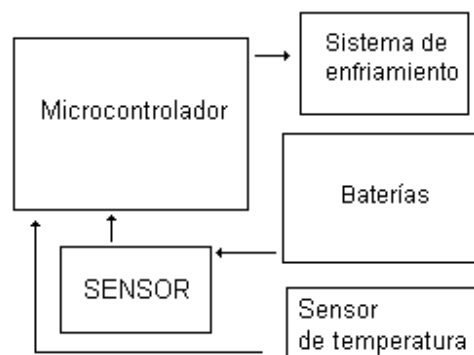 Sistema de
enfriamiento
Microcontrolador
Baterías
SENSOR
Sensor
de temperatura